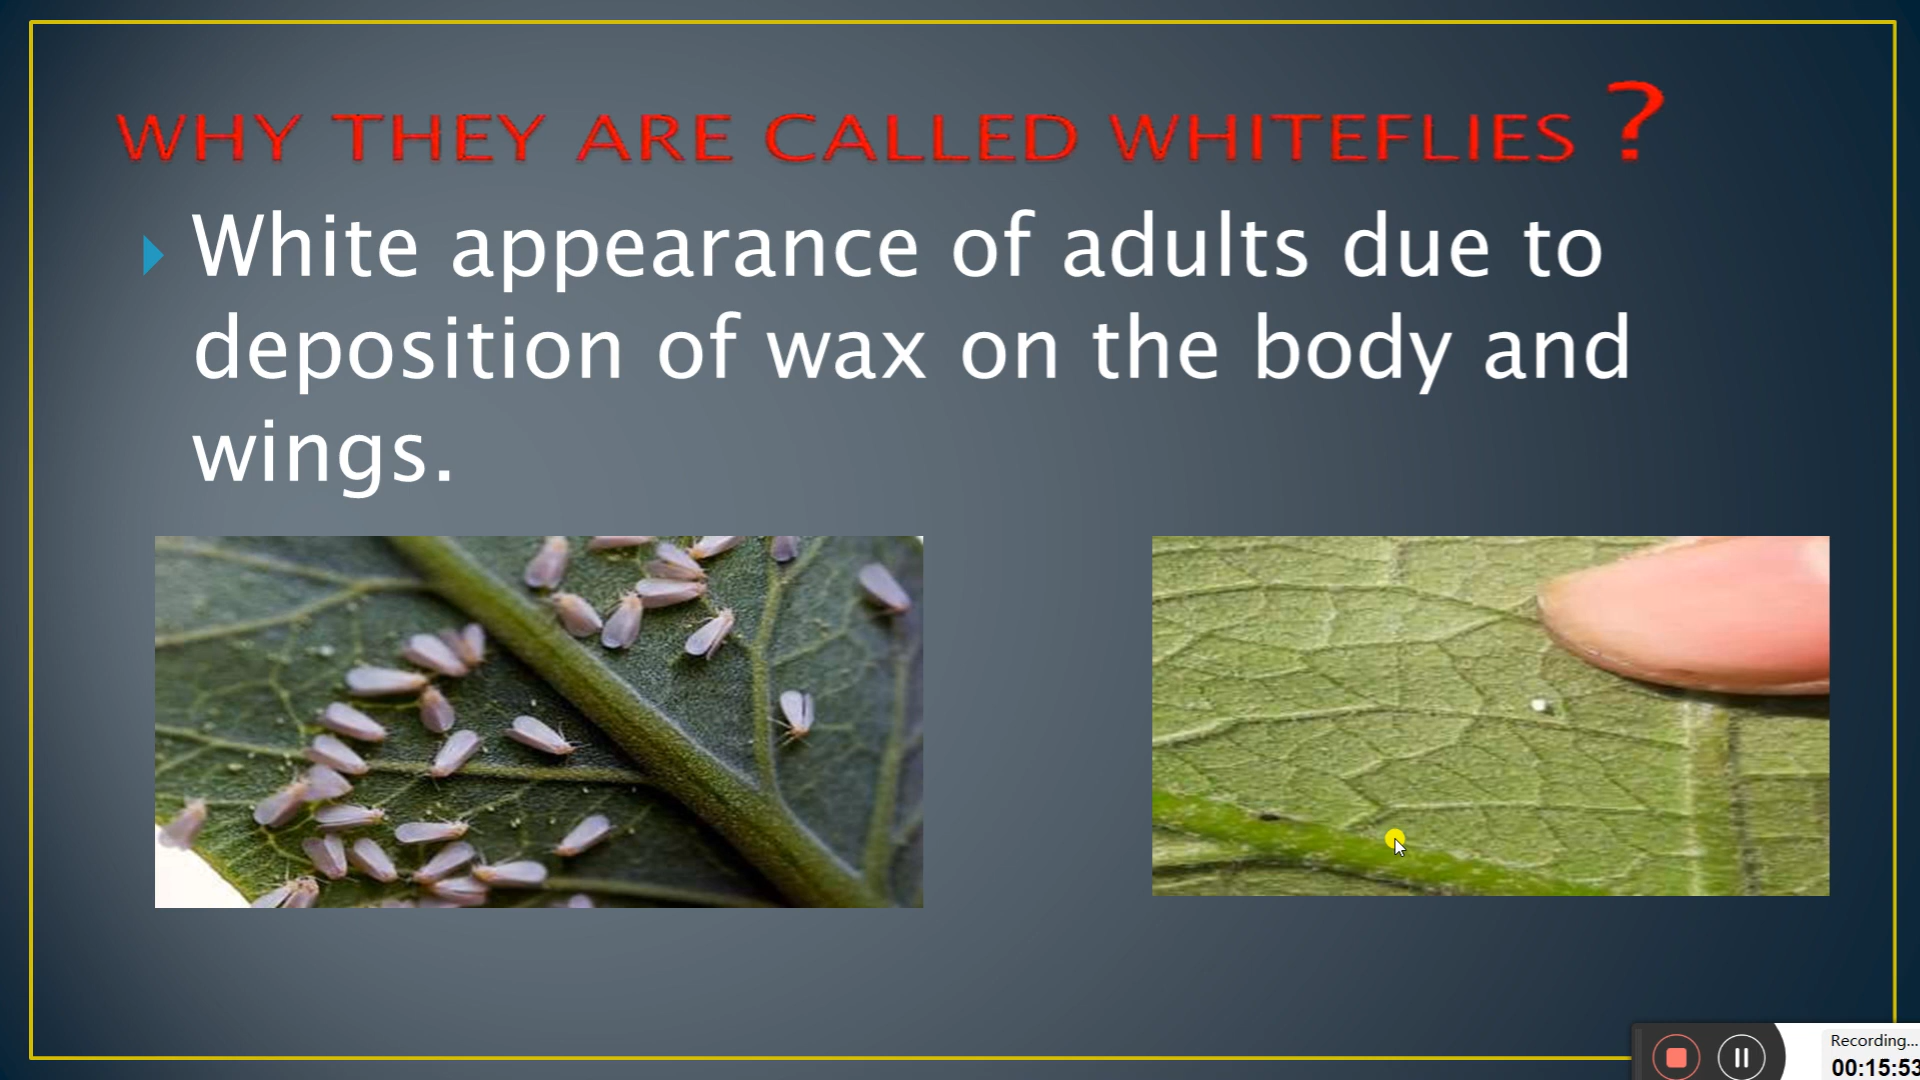 WHY THEY ARE CALLED WHITEFLIES ?
White appearance of adults due to
deposition of wax on the body and
wings.
Recording...
00:15:53